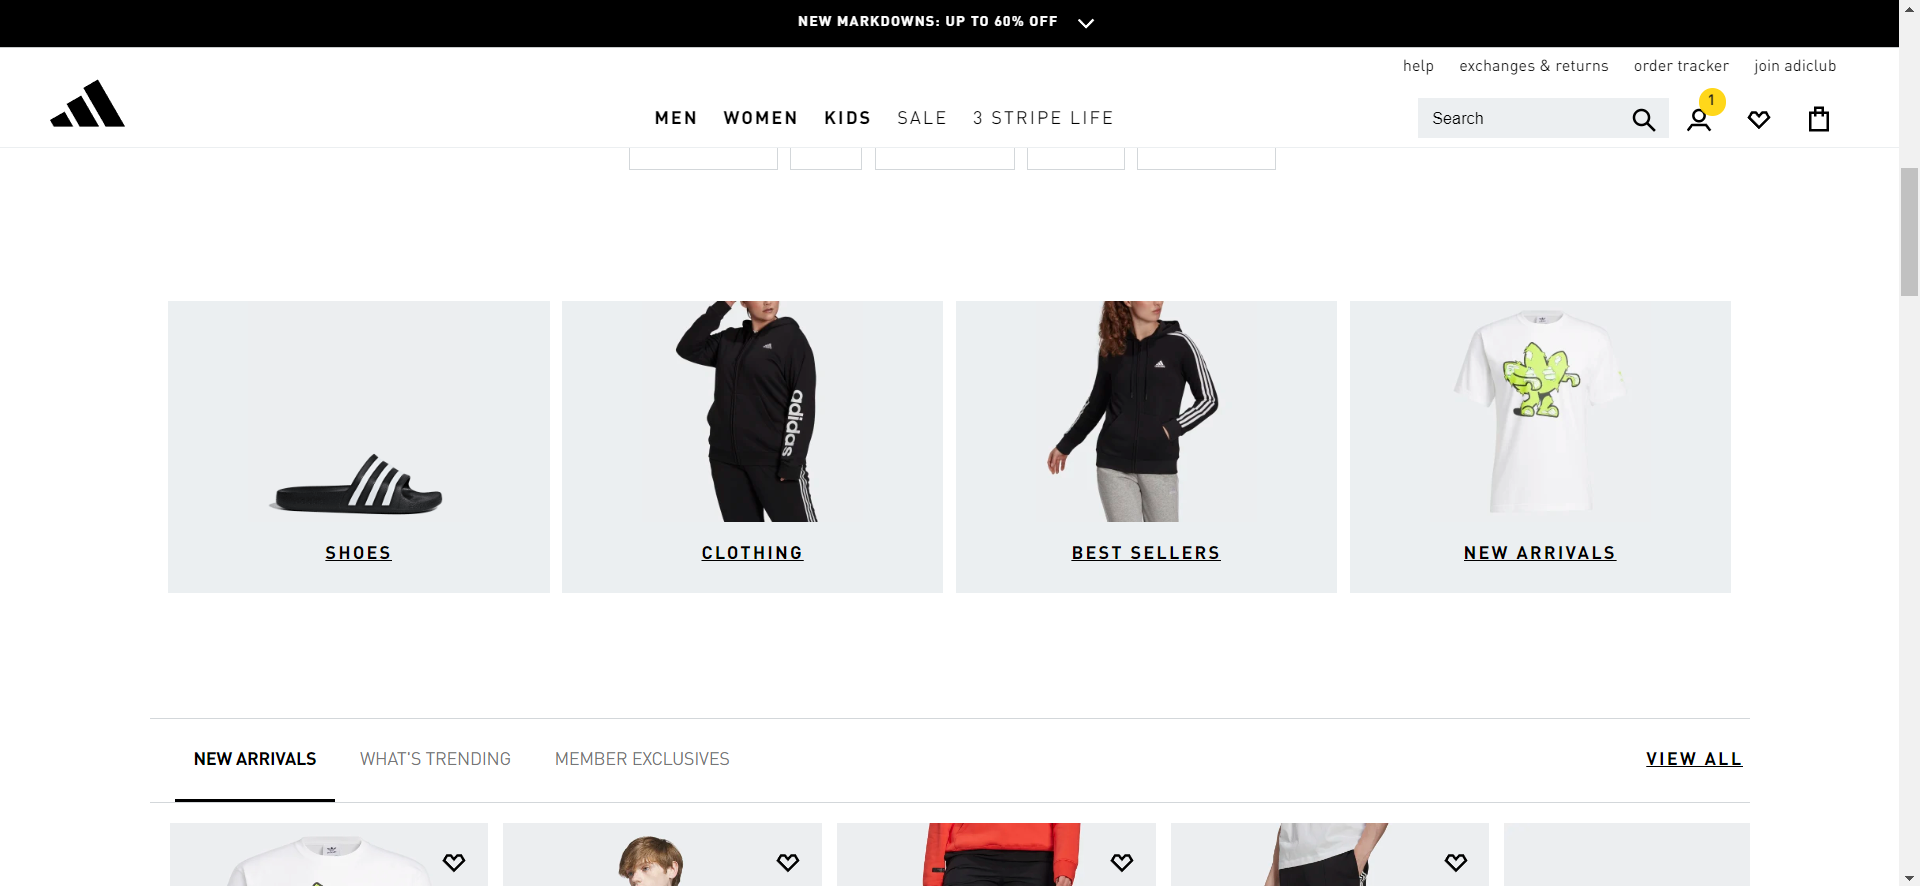 NEW MARKDOWNS: UP TO 60% OFF
help exchanges & returns order tracker join adiclub
MEN WOMEN KIDS SALE 3 STRIPE LIFE
Search
1
adidas
SHOES
CLOTHING
BEST SELLERS
NEW ARRIVALS
NEW ARRIVALS WHAT'S TRENDING MEMBER EXCLUSIVES VIEW ALL